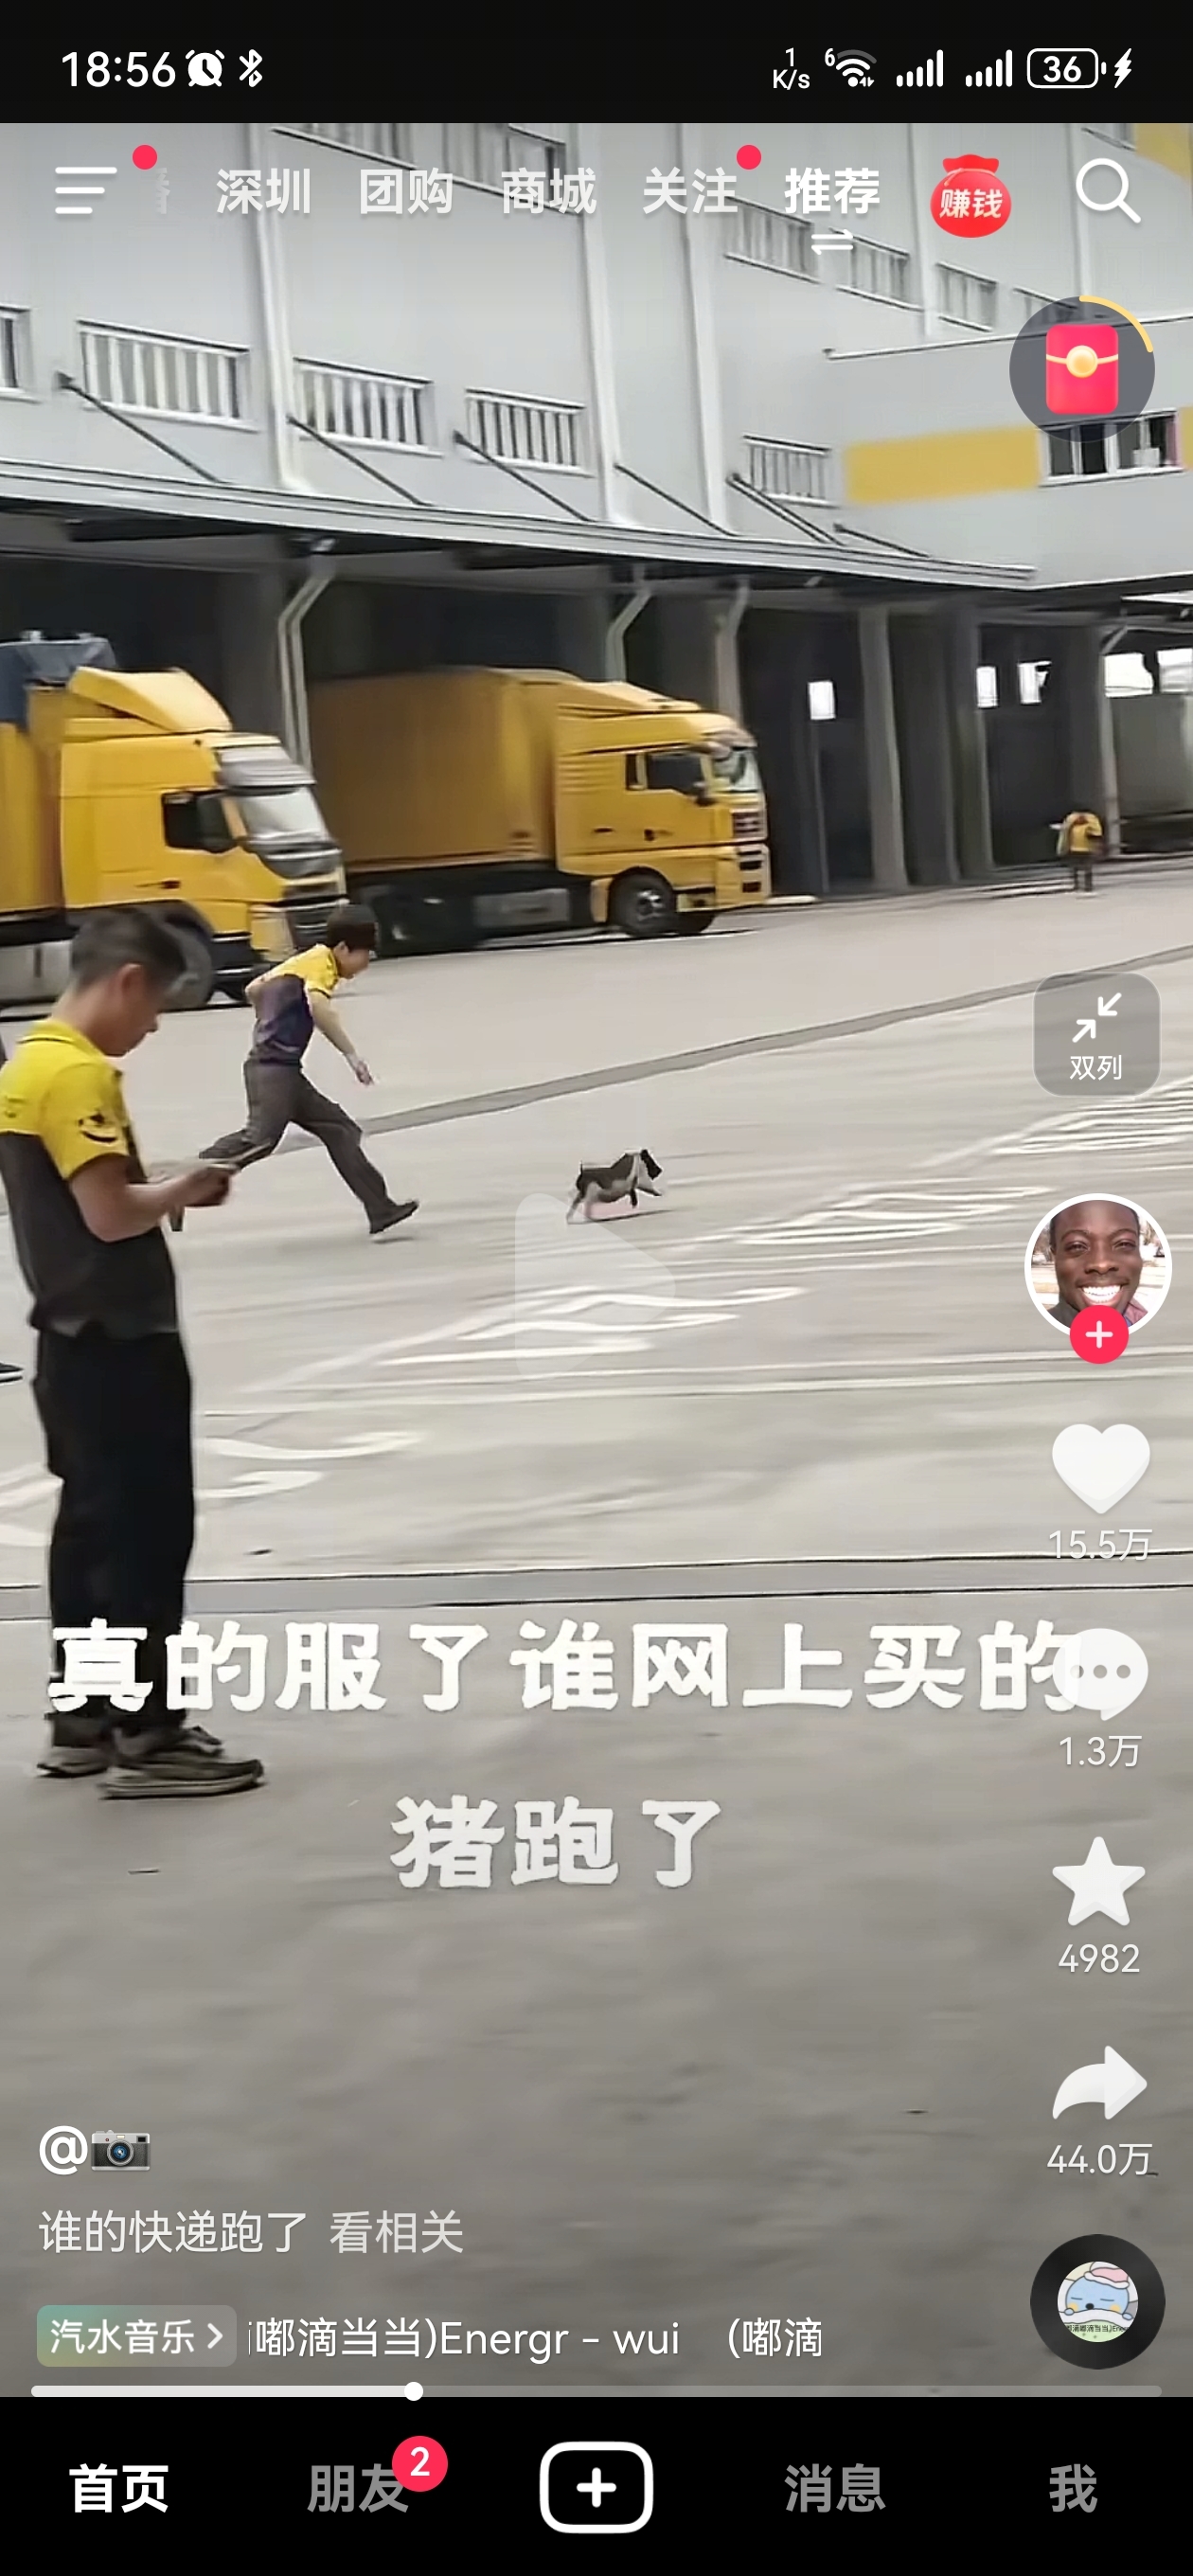 18:56
1
K/s
6
36
深圳 团购 商城 关注 推荐 赚钱
双列
15.5万
真的服了谁网上买的
1.3万
猪跑了
4982
@
44.0万
谁的快递跑了 看相关
汽水音乐 嘟滴当当)Energr - wui (嘟滴
首页 朋友 2 消息 我